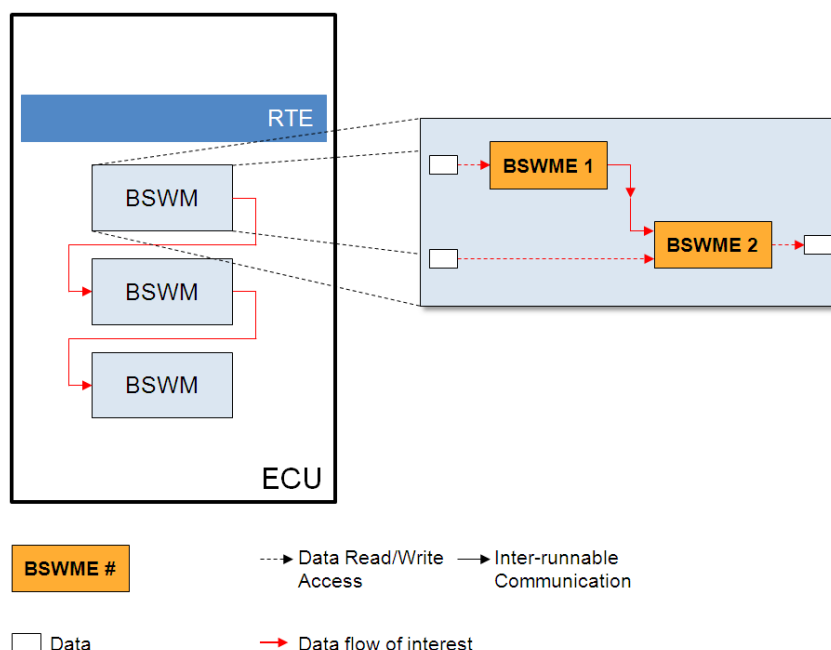 RTE
BSWM
BSWM
BSWM
ECU
BSWME 1
BSWME 2
BSWME #
Data Read/Write
Access
Inter-runnable
Communication
Data
Data flow of interest